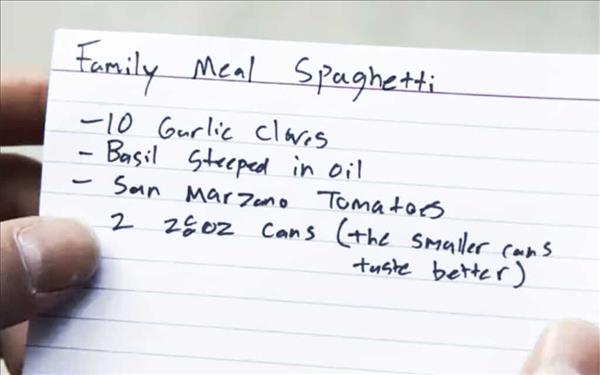 Family Meal Spaghetti
- 10 Garlic Cloves
- Basil Steeped in oil
- San Marzano Tomatoes
2 28oz cans (the smaller cans
taste better)